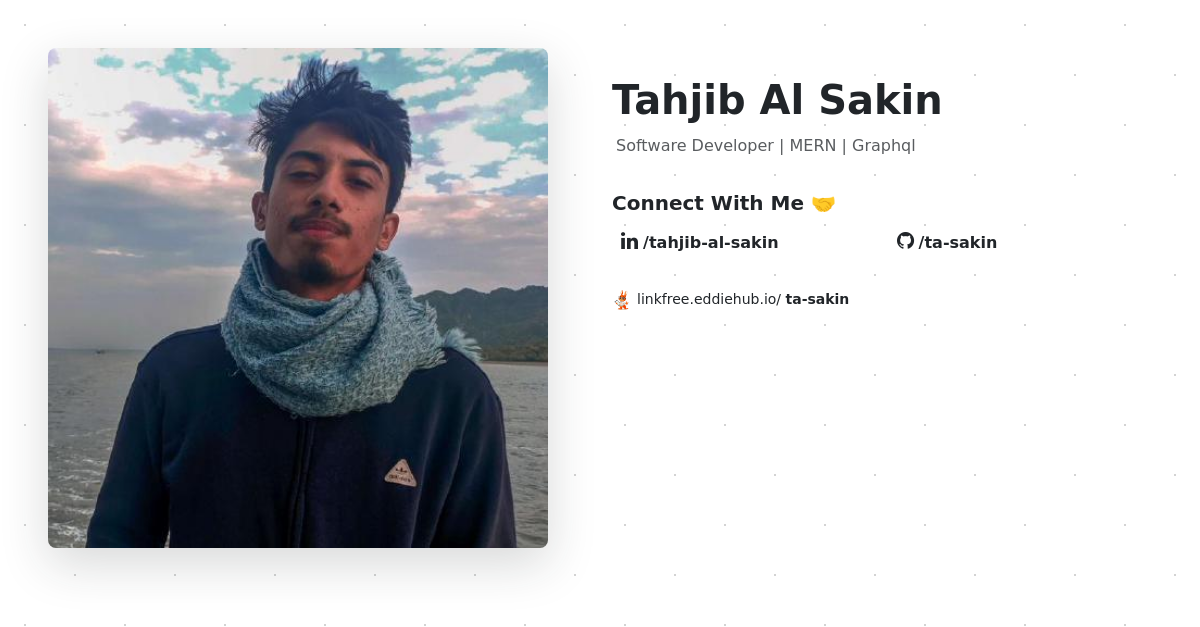 Tahjib Al Sakin
Software Developer | MERN | Graphql
Connect With Me 🤝
in /tahjib-al-sakin
/ta-sakin
linkfree.eddiehub.io/ ta-sakin